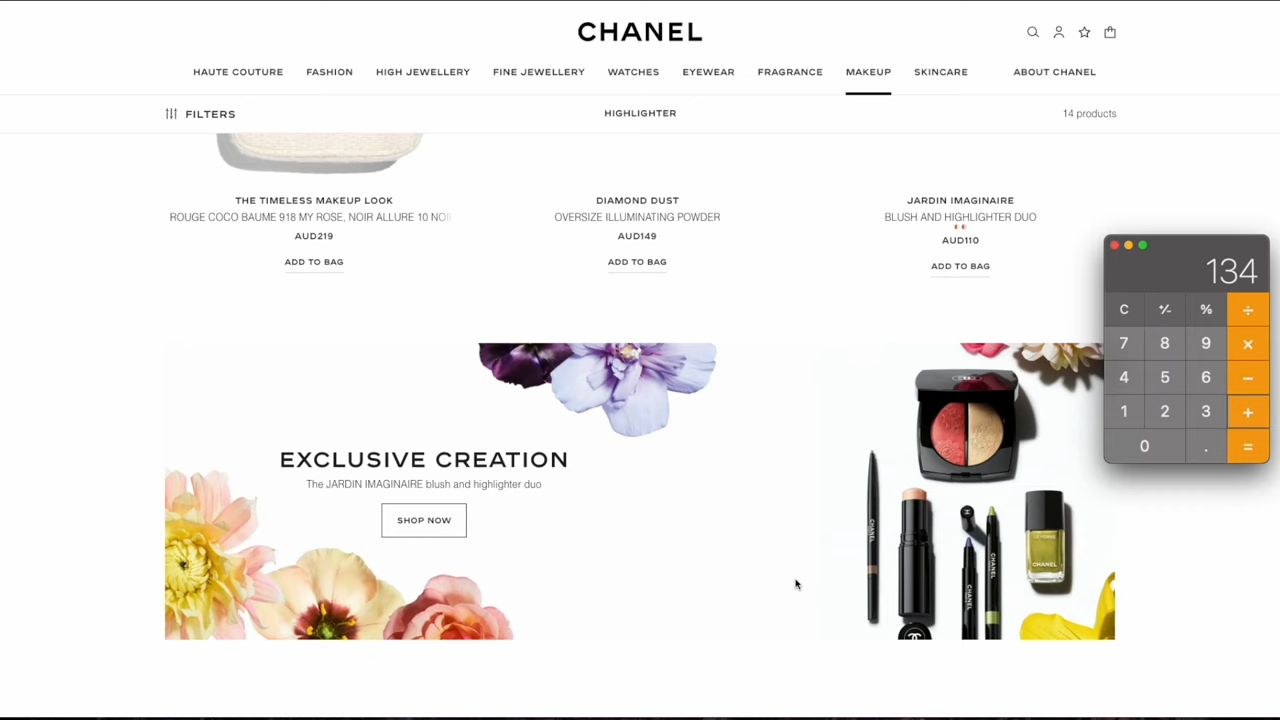 CHANEL
HAUTE COUTURE FASHION HIGH JEWELLERY FINE JEWELLERY WATCHES EYEWEAR FRAGRANCE MAKEUP SKINCARE ABOUT CHANEL
FILTERS
HIGHLIGHTER
14 products
THE TIMELESS MAKEUP LOOK
ROUGE COCO BAUME 918 MY ROSE, NOIR ALLURE 10 NOI
AUD219
ADD TO BAG
DIAMOND DUST
OVERSIZE ILLUMINATING POWDER
AUD149
ADD TO BAG
JARDIN IMAGINAIRE
BLUSH AND HIGHLIGHTER DUO
AUD110
ADD TO BAG
134
C +/- % ÷
7 8 9 ×
4 5 6 −
1 2 3 +
0 . =
EXCLUSIVE CREATION
The JARDIN IMAGINAIRE blush and highlighter duo
SHOP NOW
CHANEL
CHANEL
CHANEL
CHANEL